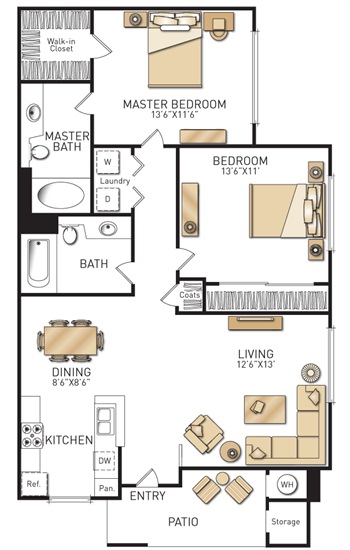 Walk-in
Closet
MASTER BEDROOM
13'6"X11'6"
MASTER
BATH
W
Laundry
D
BEDROOM
13'6"X11'
BATH
Coats
DINING
8'6"X8'6"
LIVING
12'6"X13'
KITCHEN
DW
Ref.
Pan.
ENTRY
WH
PATIO
Storage